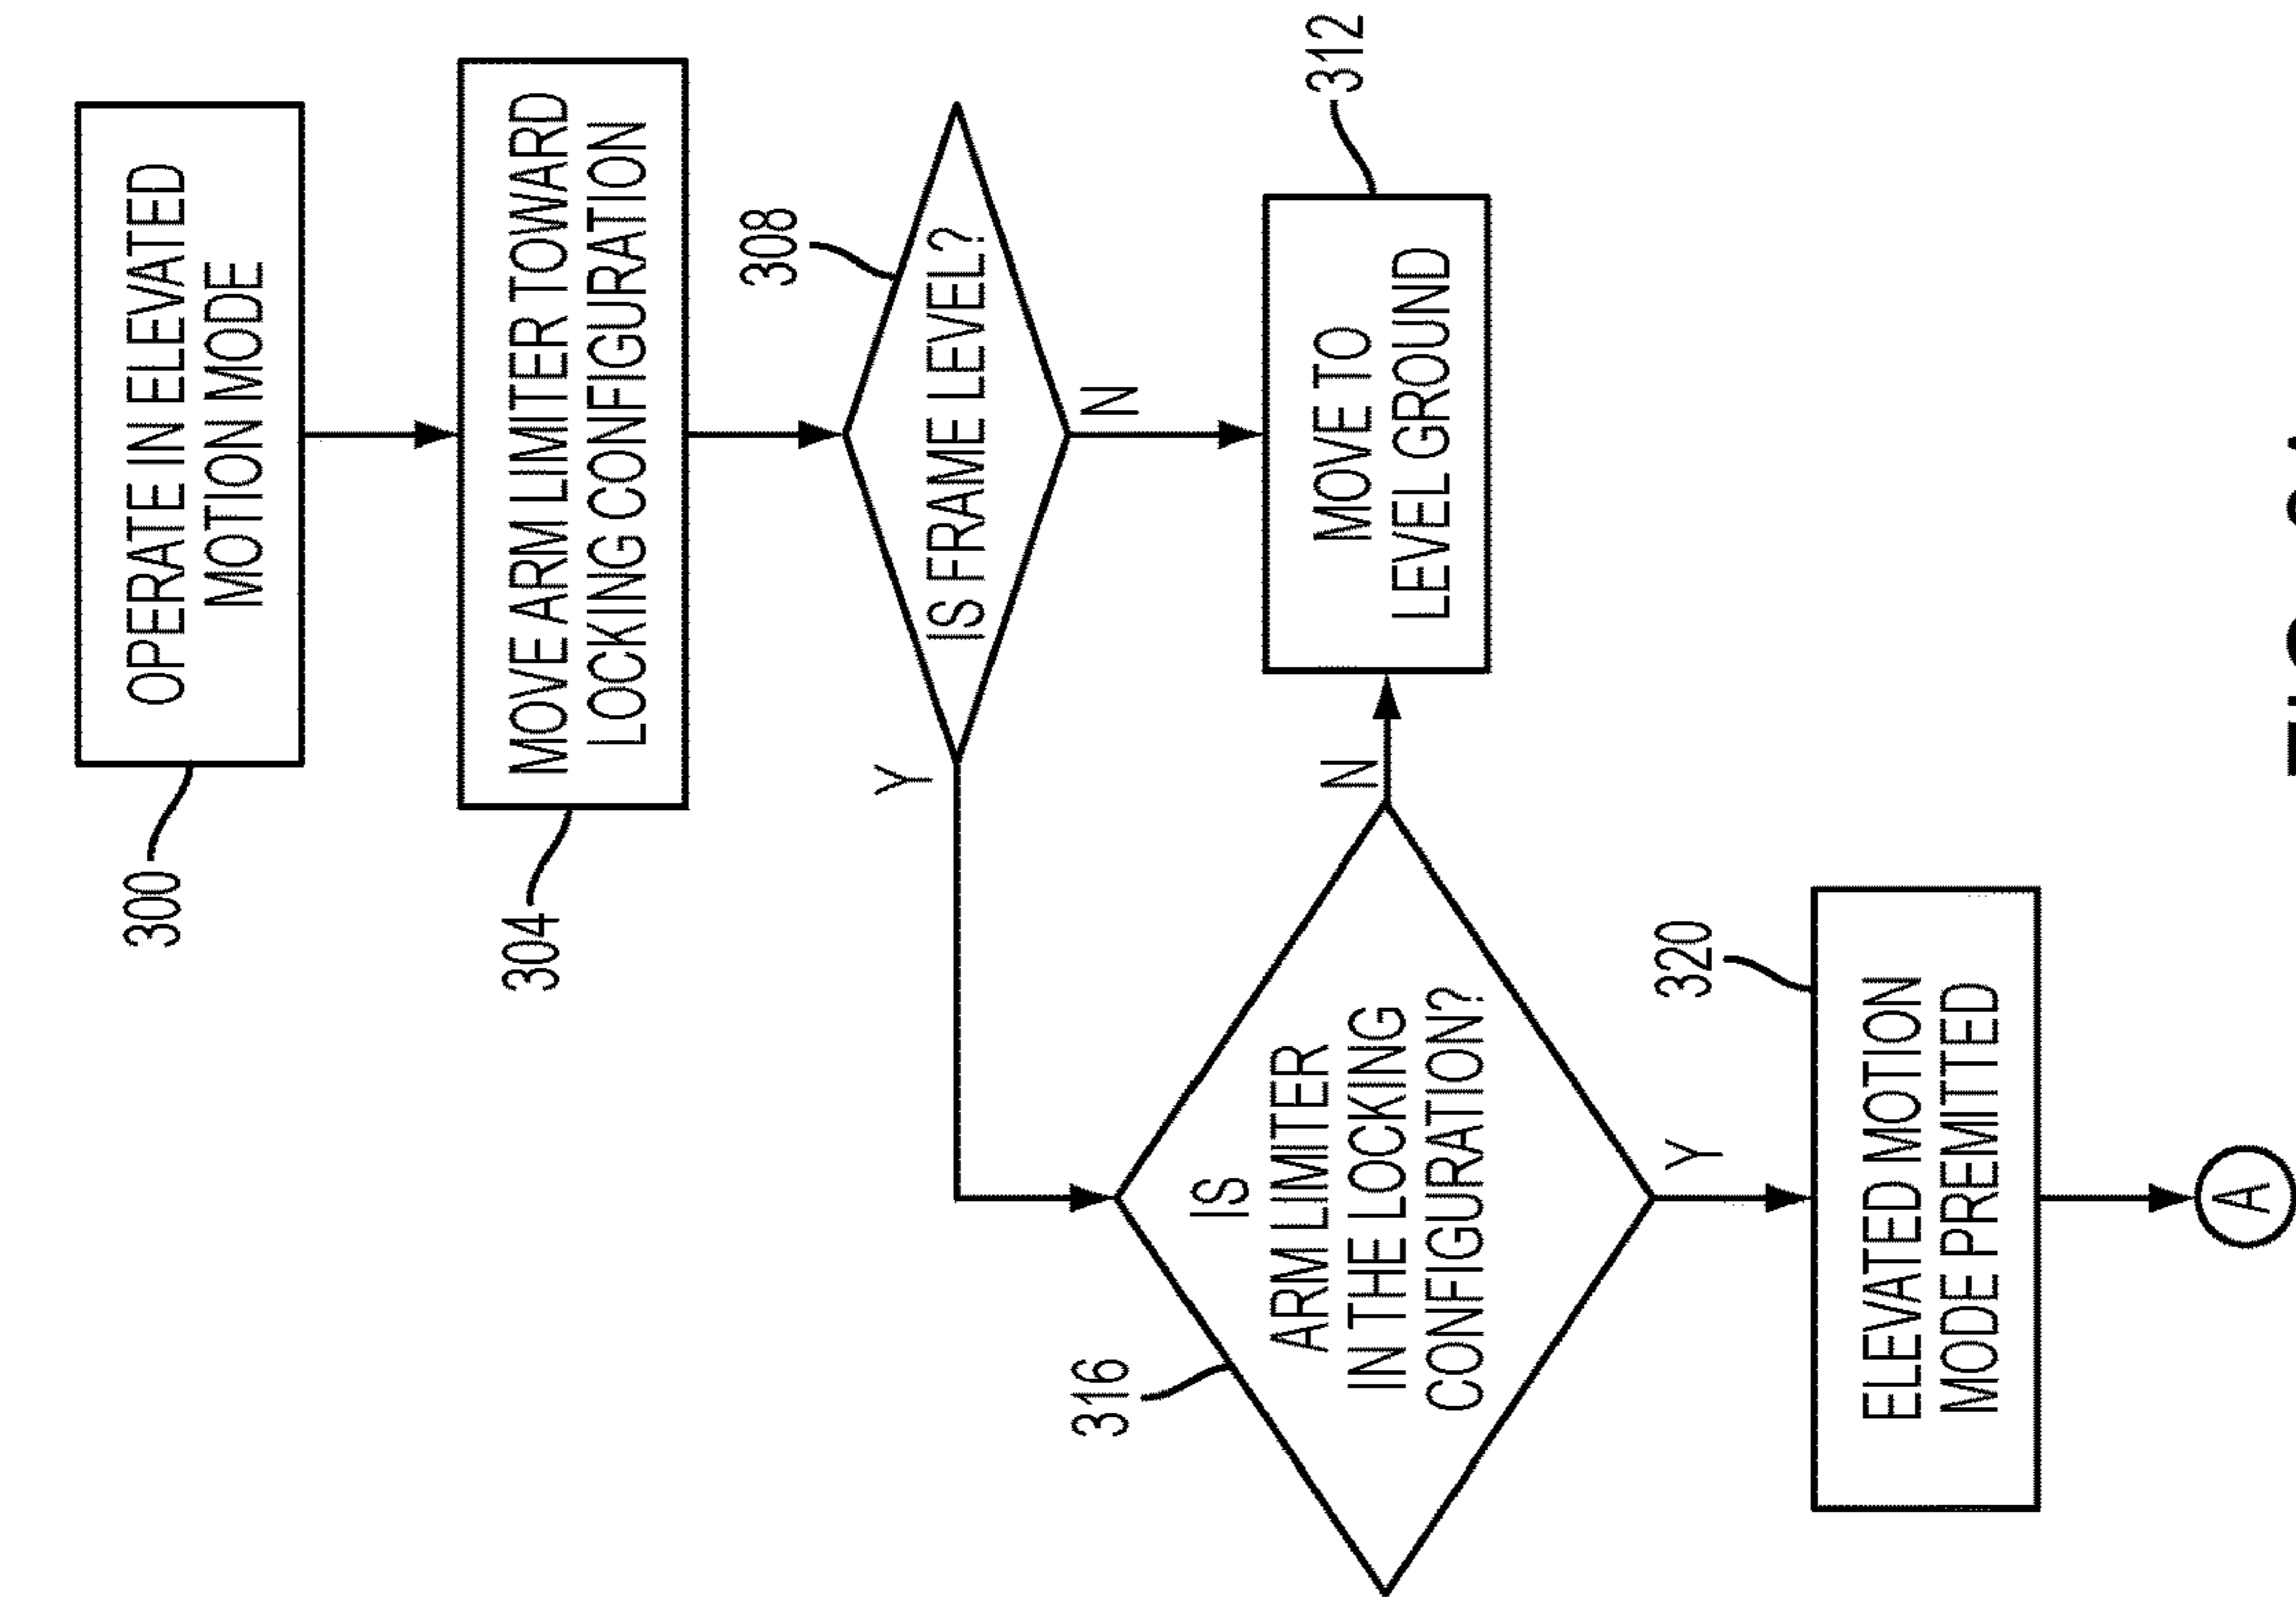 300
OPERATE IN ELEVATED
MOTION MODE
304
MOVE ARM LIMITER TOWARD
LOCKING CONFIGURATION
308
IS FRAME LEVEL?
Y
N
312
MOVE TO
LEVEL GROUND
316
IS
ARM LIMITER
IN THE LOCKING
CONFIGURATION?
N
Y
320
ELEVATED MOTION
MODE PREMITTED
A